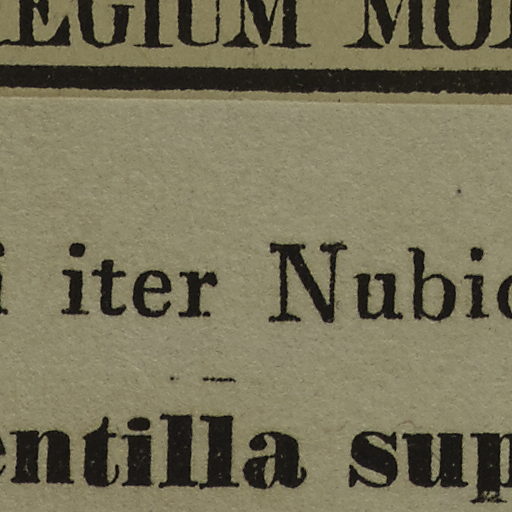 EGIUM MO
i iter Nubic
entilla sup